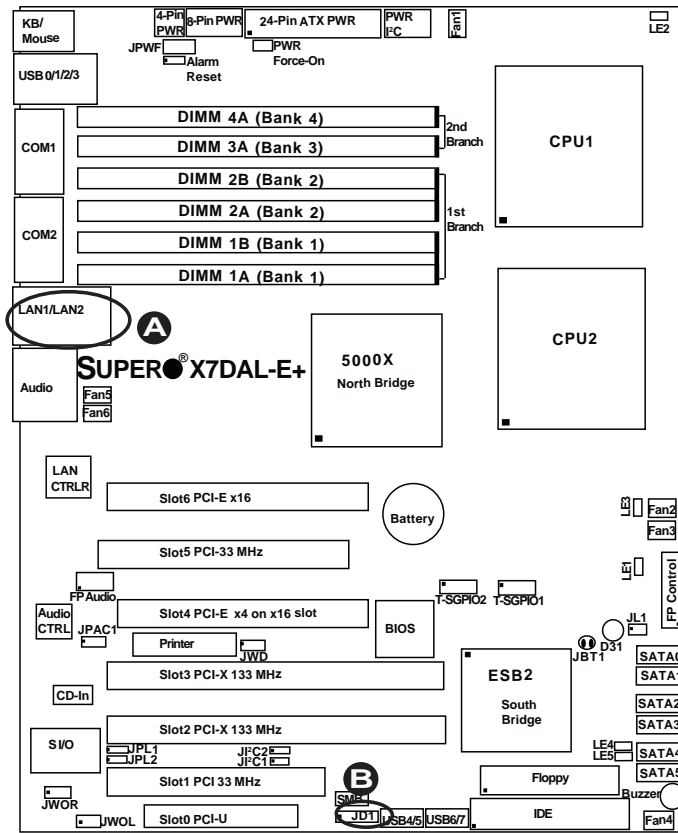 KB/
Mouse
4-Pin
PWR
8-Pin PWR
24-Pin ATX PWR
PWR
I²C
Fan1
LE2
JPWF
Alarm
Reset
PWR
Force-On
USB 0/1/2/3
DIMM 4A (Bank 4)
DIMM 3A (Bank 3)
2nd
Branch
DIMM 2B (Bank 2)
DIMM 2A (Bank 2)
DIMM 1B (Bank 1)
DIMM 1A (Bank 1)
1st
Branch
CPU1
COM1
COM2
LAN1/LAN2
A
CPU2
SUPER® X7DAL-E+
5000X
North Bridge
Audio
Fan5
Fan6
LAN
CTRLR
Slot6 PCI-E x16
Battery
LE3
Fan2
Fan3
Slot5 PCI-33 MHz
LE1
FP Control
FP Audio
T-SGPIO2
T-SGPIO1
Audio
CTRL
Slot4 PCI-E x4 on x16 slot
BIOS
JL1
D31
JPAC1
Printer
JWD
JBT1
SATA0
SATA1
Slot3 PCI-X 133 MHz
ESB2
South
Bridge
CD-In
SATA2
SATA3
Slot2 PCI-X 133 MHz
S I/O
JPL1
JPL2
JI²C2
JI²C1
LE4
LE5
SATA4
SATA5
Slot1 PCI 33 MHz
B
Floppy
Buzzer
JWOR
SMB
JWOL
Slot0 PCI-U
JD1
USB4/5
USB6/7
IDE
Fan4